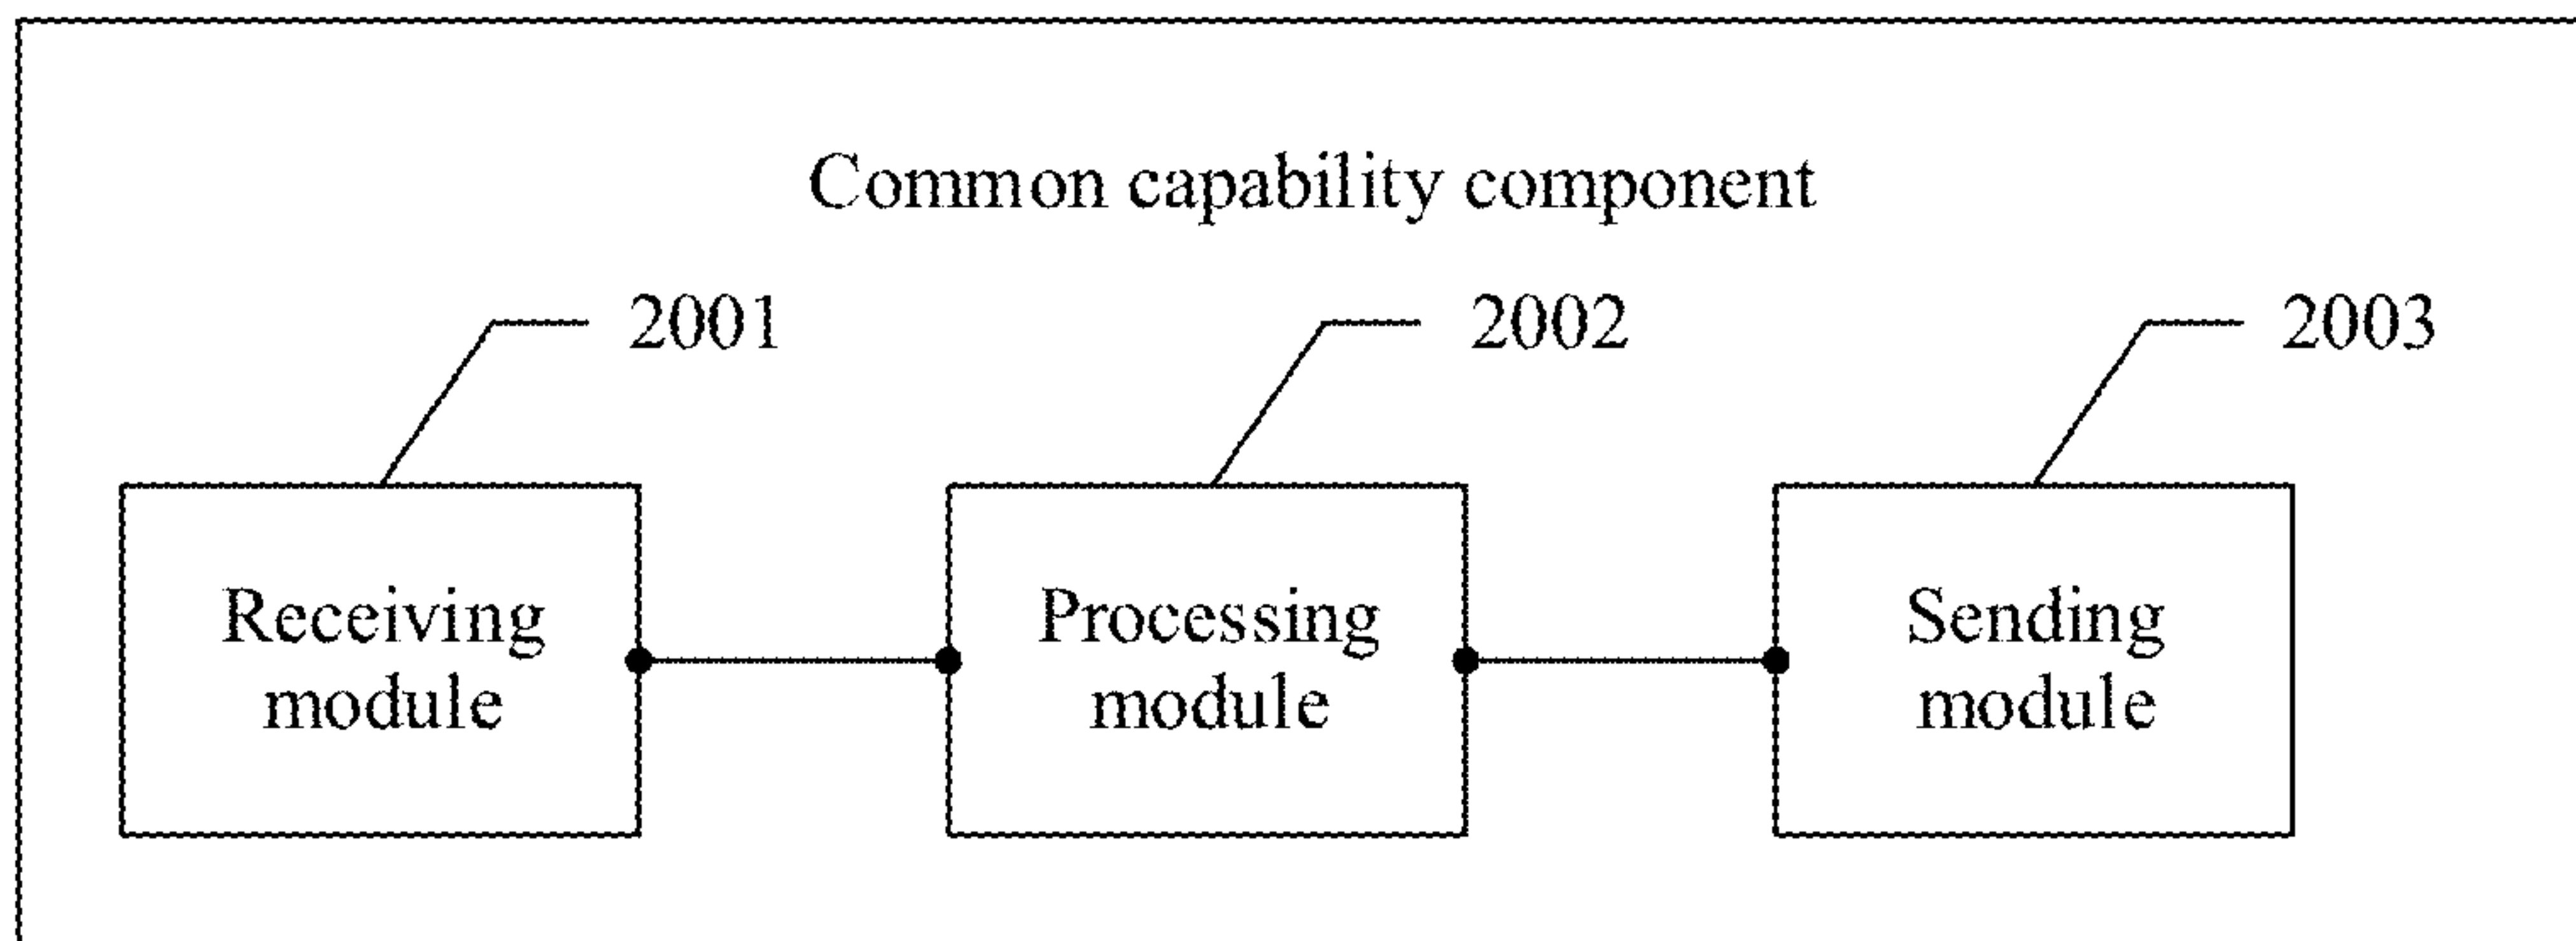 Common capability component
2001
2002
2003
Receiving
module
Processing
module
Sending
module